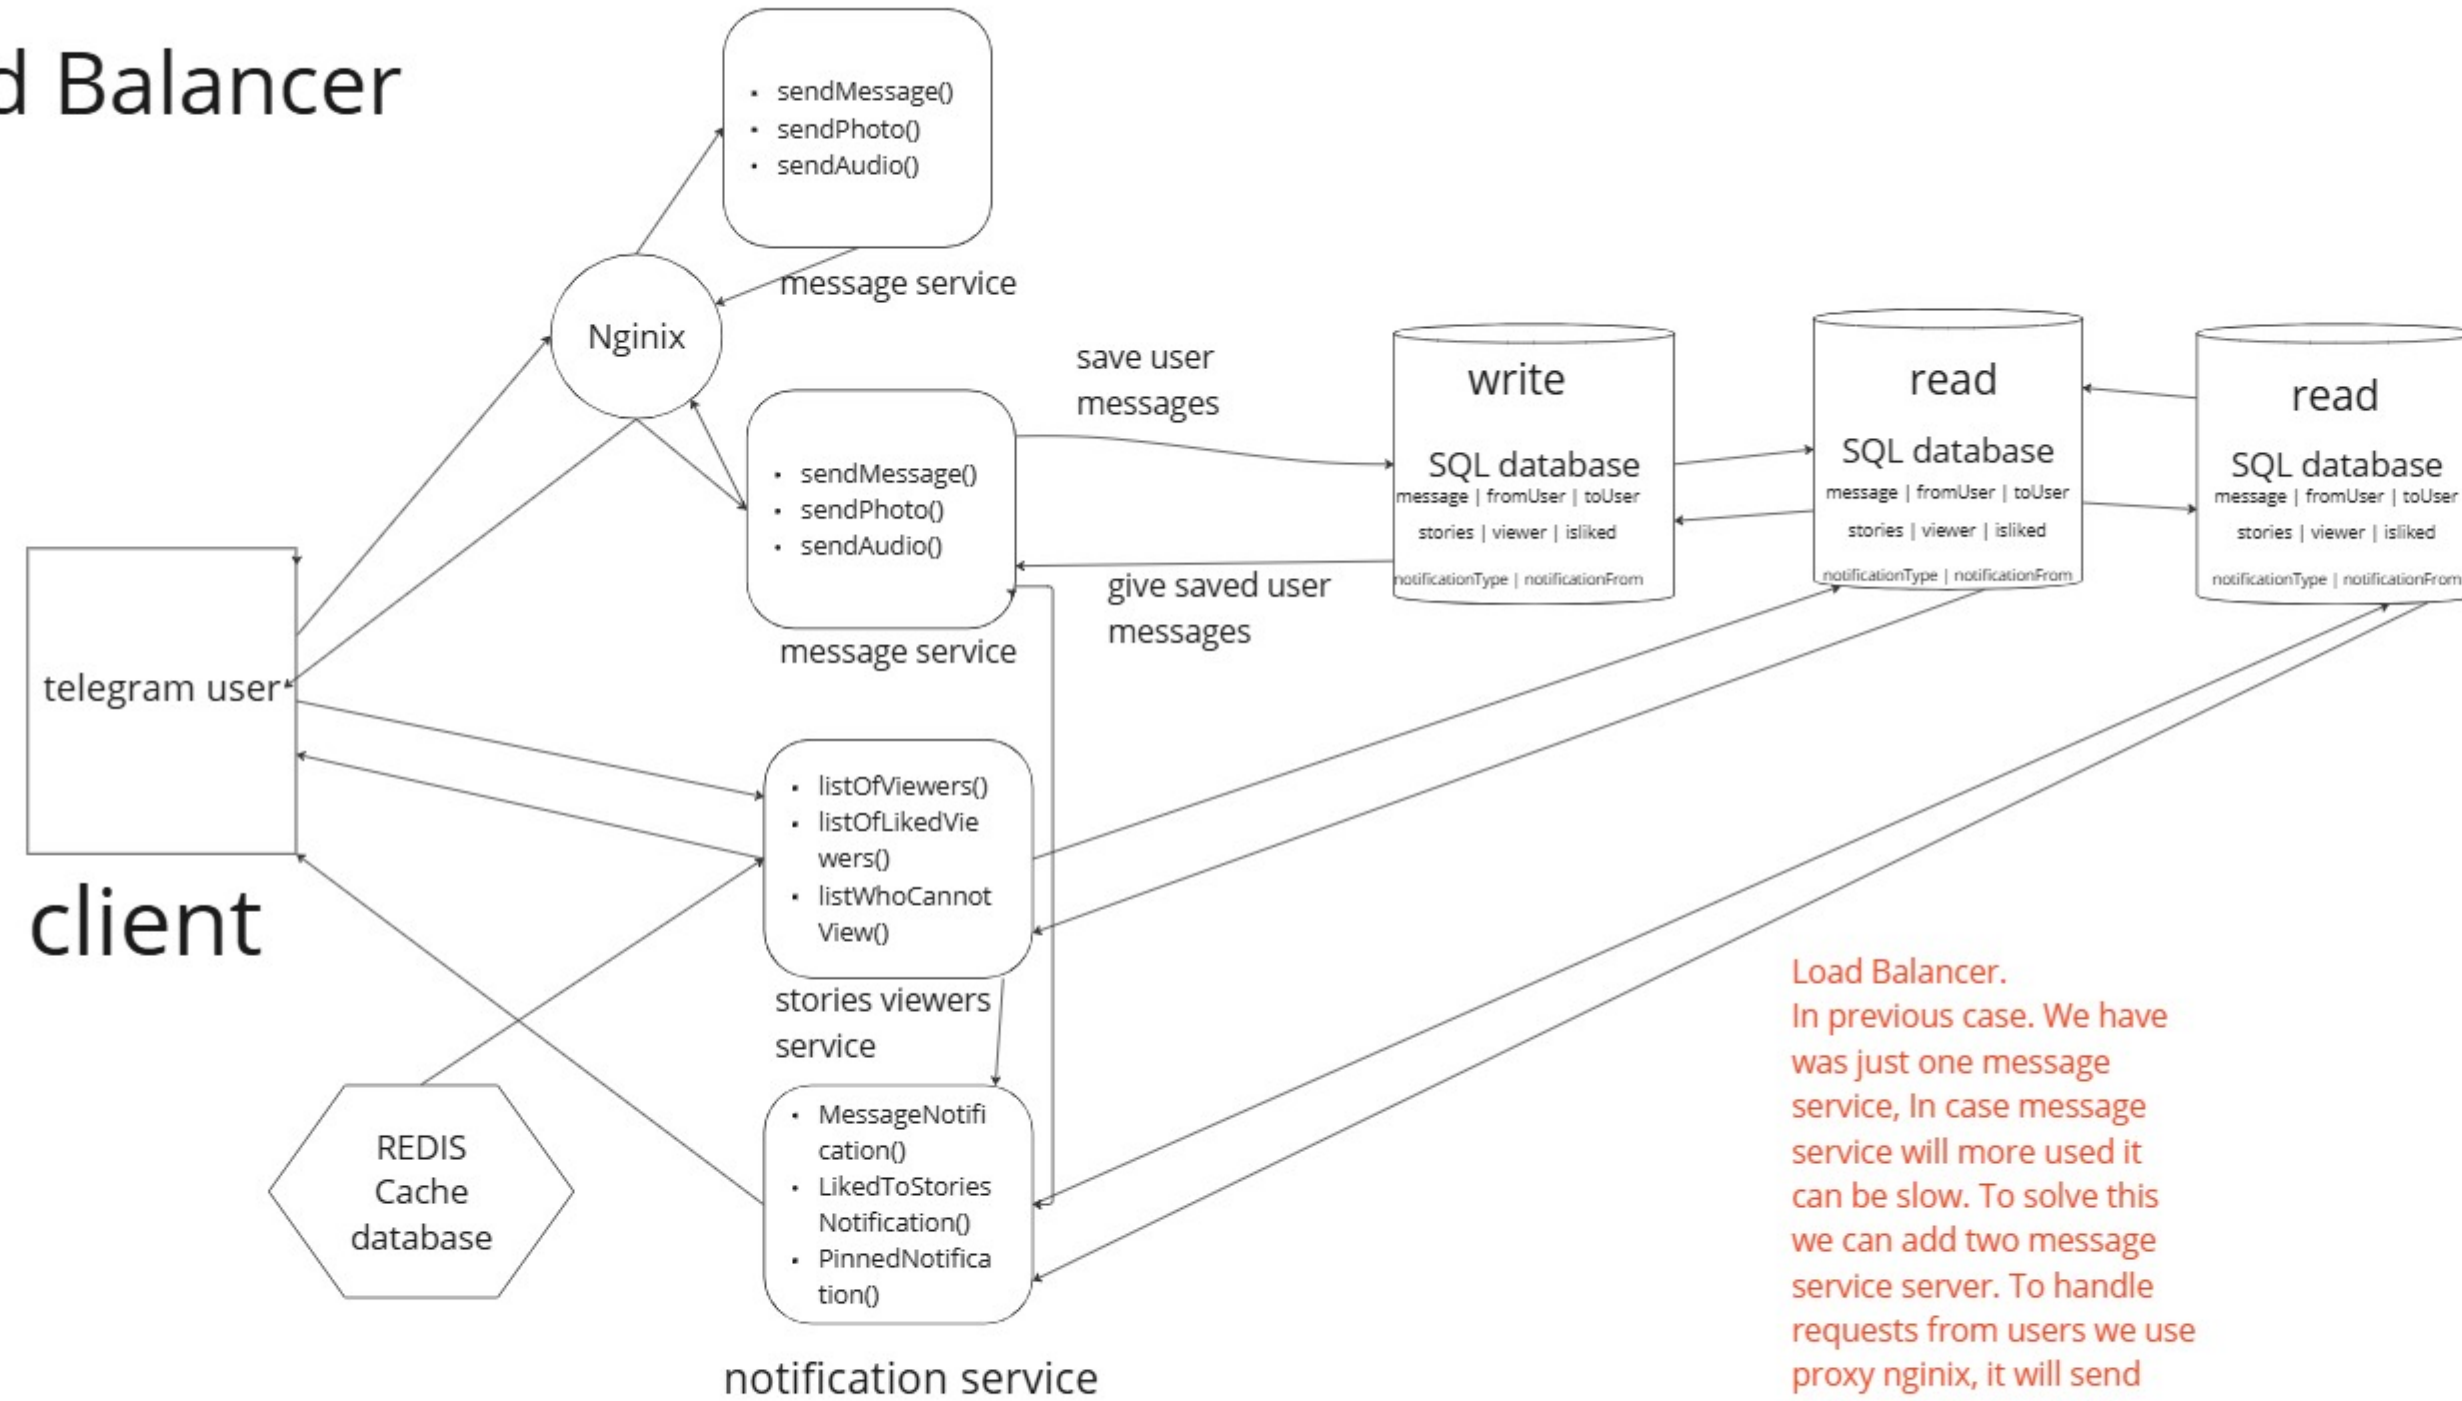 d Balancer
sendMessage()
sendPhoto()
sendAudio()
message service
Nginix
sendMessage()
sendPhoto()
sendAudio()
message service
save user
messages
give saved user
messages
write
SQL database
message | fromUser | toUser
stories | viewer | isliked
notificationType | notificationFrom
read
SQL database
message | fromUser | toUser
stories | viewer | isliked
notificationType | notificationFrom
read
SQL database
message | fromUser | toUser
stories | viewer | isliked
notificationType | notificationFrom
telegram user
client
listOfViewers()
listOfLikedVie
wers()
listWhoCannot
View()
stories viewers
service
REDIS
Cache
database
MessageNotifi
cation()
LikedToStories
Notification()
PinnedNotifica
tion()
notification service
Load Balancer.
In previous case. We have
was just one message
service, In case message
service will more used it
can be slow. To solve this
we can add two message
service server. To handle
requests from users we use
proxy nginix, it will send